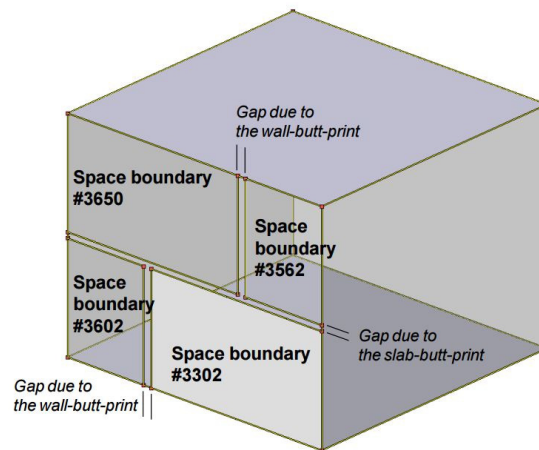 Gap due to
the wall-butt-print
Space boundary
#3650
Space
boundary
#3562
Space
boundary
#3602
Space boundary
#3302
Gap due to
the slab-butt-print
Gap due to
the wall-butt-print